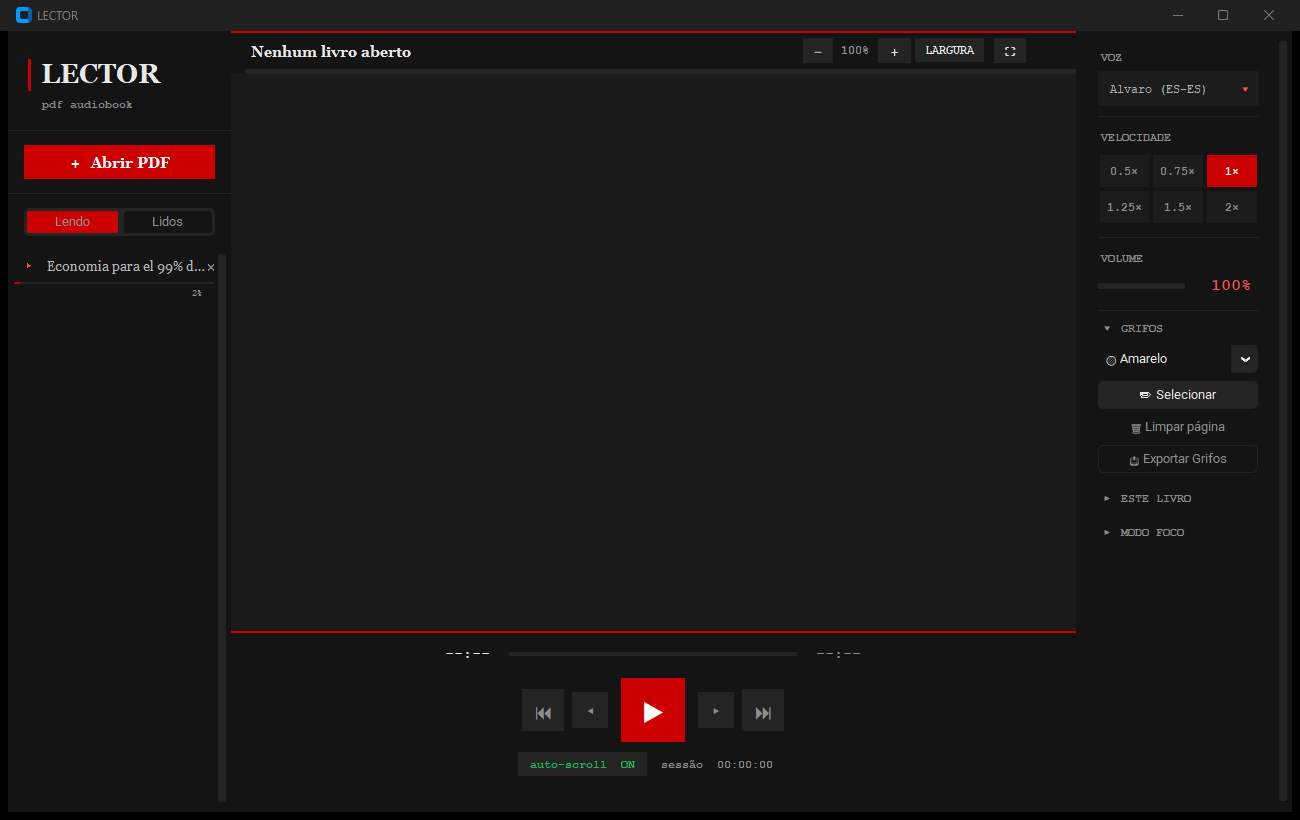 LECTOR
LECTOR
pdf audiobook
+ Abrir PDF
Lendo Lidos
Economia para el 99% d... ×
2%
Nenhum livro aberto
− 100% + LARGURA
--:-- --:--
auto-scroll ON sessão 00:00:00
VOZ
Alvaro (ES-ES)
VELOCIDADE
0.5× 0.75× 1×
1.25× 1.5× 2×
VOLUME
100%
GRIFOS
Amarelo
Selecionar
Limpar página
Exportar Grifos
ESTE LIVRO
MODO FOCO